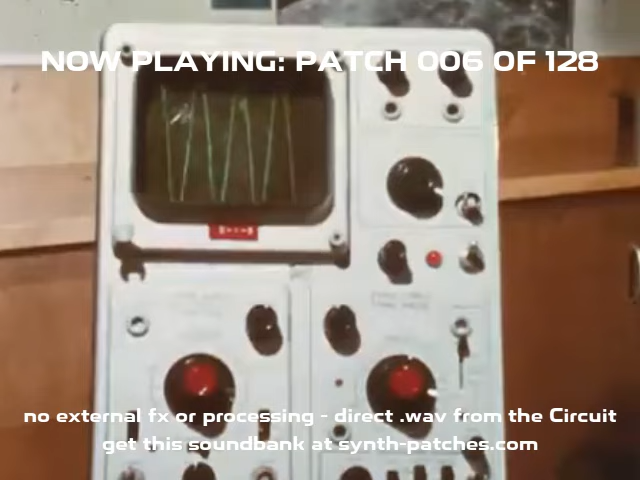 NOW PLAYING: PATCH 006 OF 128
no external fx or processing - direct .wav from the Circuit
get this soundbank at synth-patches.com